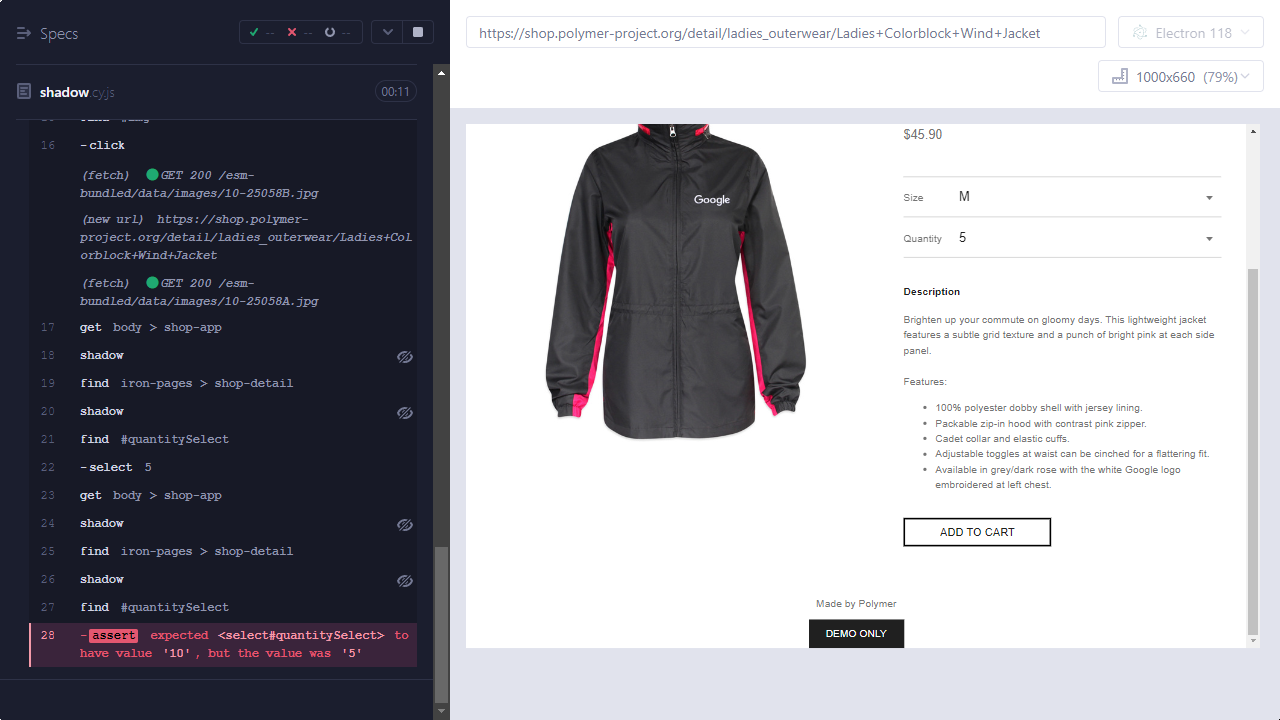 Specs
-- -- --
shadow.cy.js
00:11
16 -click
(fetch) GET 200 /esm-
bundled/data/images/10-25058B.jpg
(new url) https://shop.polymer-
project.org/detail/ladies_outerwear/Ladies+Col
orblock+Wind+Jacket
(fetch) GET 200 /esm-
bundled/data/images/10-25058A.jpg
17 get body > shop-app
18 shadow
19 find iron-pages > shop-detail
20 shadow
21 find #quantitySelect
22 -select 5
23 get body > shop-app
24 shadow
25 find iron-pages > shop-detail
26 shadow
27 find #quantitySelect
28 -assert expected <select#quantitySelect> to
have value '10', but the value was '5'
https://shop.polymer-project.org/detail/ladies_outerwear/Ladies+Colorblock+Wind+Jacket
Electron 118
1000x660 (79%)
Google
$45.90
Size M
Quantity 5
Description
Brighten up your commute on gloomy days. This lightweight jacket
features a subtle grid texture and a punch of bright pink at each side
panel.
Features:
• 100% polyester dobby shell with jersey lining.
• Packable zip-in hood with contrast pink zipper.
• Cadet collar and elastic cuffs.
• Adjustable toggles at waist can be cinched for a flattering fit.
• Available in grey/dark rose with the white Google logo
embroidered at left chest.
ADD TO CART
Made by Polymer
DEMO ONLY